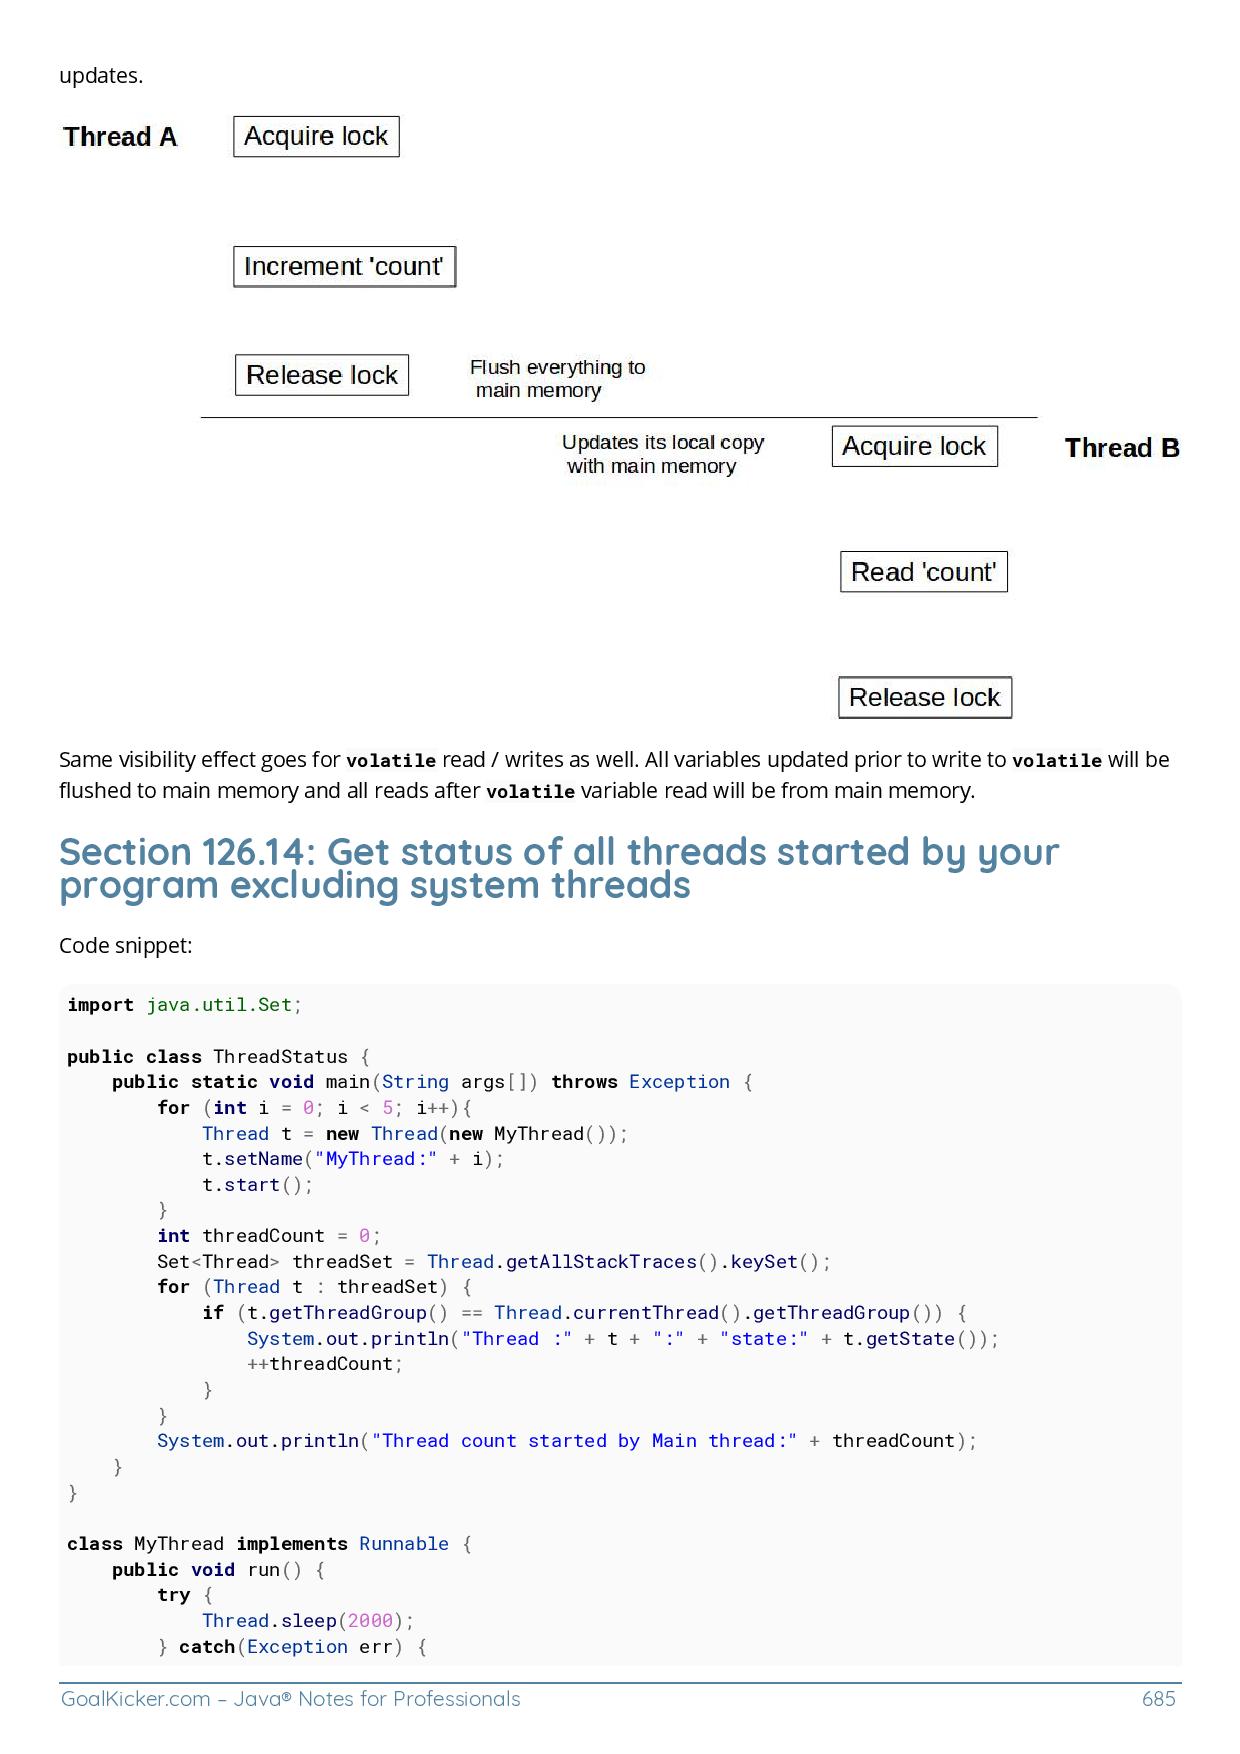 updates.
Thread A
Acquire lock
Increment 'count'
Release lock
Flush everything to
main memory
Updates its local copy
with main memory
Acquire lock
Thread B
Read 'count'
Release lock
Same visibility effect goes for volatile read / writes as well. All variables updated prior to write to volatile will be
flushed to main memory and all reads after volatile variable read will be from main memory.
Section 126.14: Get status of all threads started by your
program excluding system threads
Code snippet:
import java.util.Set;

public class ThreadStatus {
    public static void main(String args[]) throws Exception {
        for (int i = 0; i < 5; i++){
            Thread t = new Thread(new MyThread());
            t.setName("MyThread:" + i);
            t.start();
        }
        int threadCount = 0;
        Set<Thread> threadSet = Thread.getAllStackTraces().keySet();
        for (Thread t : threadSet) {
            if (t.getThreadGroup() == Thread.currentThread().getThreadGroup()) {
                System.out.println("Thread :" + t + ":" + "state:" + t.getState());
                ++threadCount;
            }
        }
        System.out.println("Thread count started by Main thread:" + threadCount);
    }
}

class MyThread implements Runnable {
    public void run() {
        try {
            Thread.sleep(2000);
        } catch(Exception err) {
GoalKicker.com – Java® Notes for Professionals
685